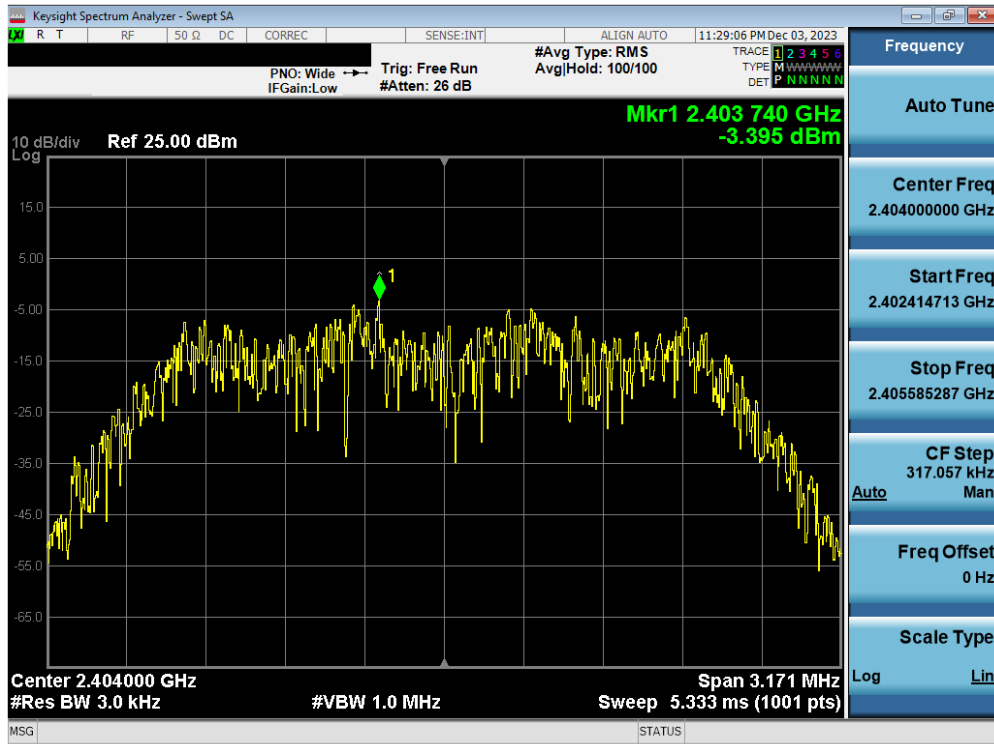 Keysight Spectrum Analyzer - Swept SA
LXI R T RF 50 Ω DC CORREC SENSE:INT ALIGN AUTO 11:29:06 PM Dec 03, 2023
PNO: Wide Trig: Free Run #Avg Type: RMS TRACE 1 2 3 4 5 6
IFGain:Low #Atten: 26 dB Avg|Hold: 100/100 TYPE M W W W W W
DET P N N N N N
Mkr1 2.403 740 GHz
-3.395 dBm
10 dB/div Ref 25.00 dBm
Log
15.0
5.00
1
-5.00
-15.0
-25.0
-35.0
-45.0
-55.0
-65.0
Center 2.404000 GHz Span 3.171 MHz
#Res BW 3.0 kHz #VBW 1.0 MHz Sweep 5.333 ms (1001 pts)
MSG STATUS
Frequency
Auto Tune
Center Freq
2.404000000 GHz
Start Freq
2.402414713 GHz
Stop Freq
2.405585287 GHz
CF Step
317.057 kHz
Auto Man
Freq Offset
0 Hz
Scale Type
Log Lin